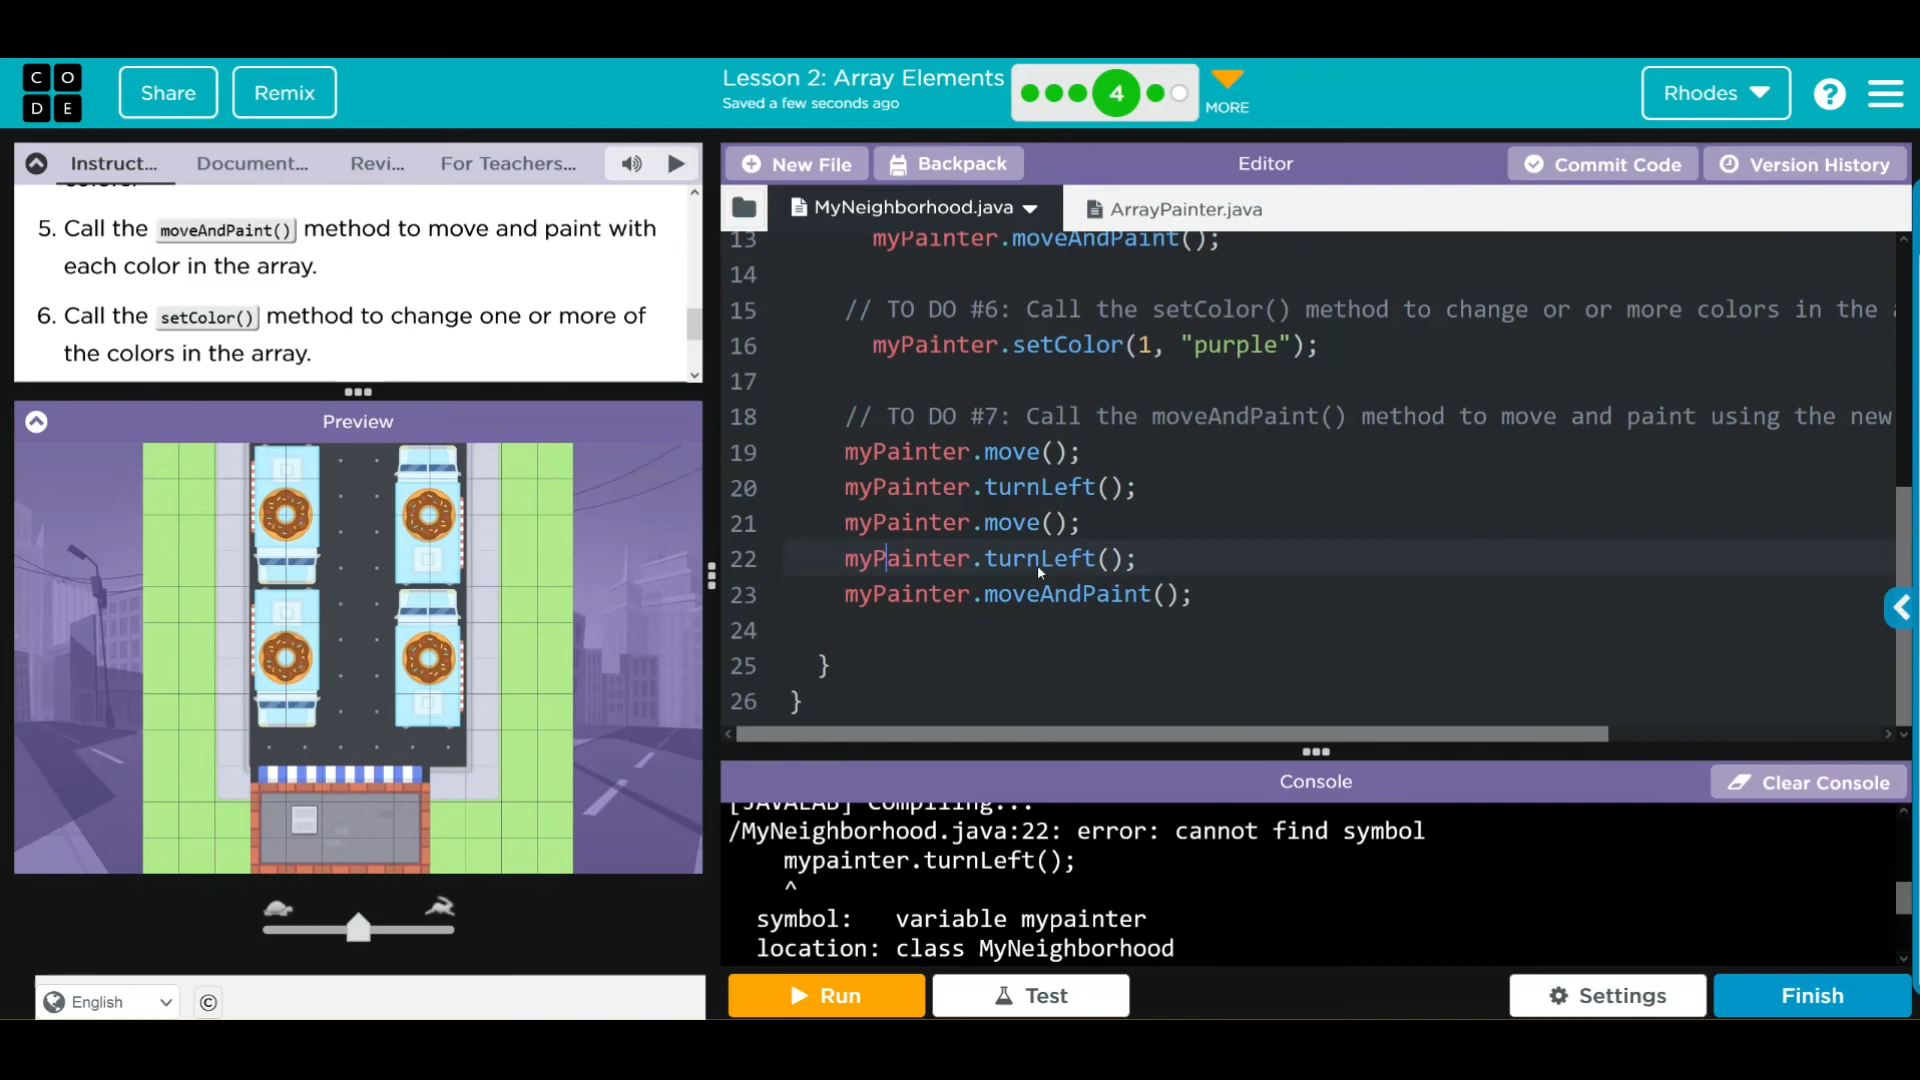 CODE
Share
Remix
Lesson 2: Array Elements
Saved a few seconds ago
4
MORE
Rhodes
?
Instruct...
Document...
Revi...
For Teachers...
New File
Backpack
Editor
Commit Code
Version History
MyNeighborhood.java
ArrayPainter.java
5. Call the moveAndPaint() method to move and paint with
each color in the array.
6. Call the setColor() method to change one or more of
the colors in the array.
Preview
13 myPainter.moveAndPaint();
14
15 // TO DO #6: Call the setColor() method to change or or more colors in the
16 myPainter.setColor(1, "purple");
17
18 // TO DO #7: Call the moveAndPaint() method to move and paint using the new
19 myPainter.move();
20 myPainter.turnLeft();
21 myPainter.move();
22 myPainter.turnLeft();
23 myPainter.moveAndPaint();
24
25 }
26 }
Console
Clear Console
[JAVALAB] Compiling...
/MyNeighborhood.java:22: error: cannot find symbol
mypainter.turnLeft();
^
symbol: variable mypainter
location: class MyNeighborhood
English
©
Run
Test
Settings
Finish